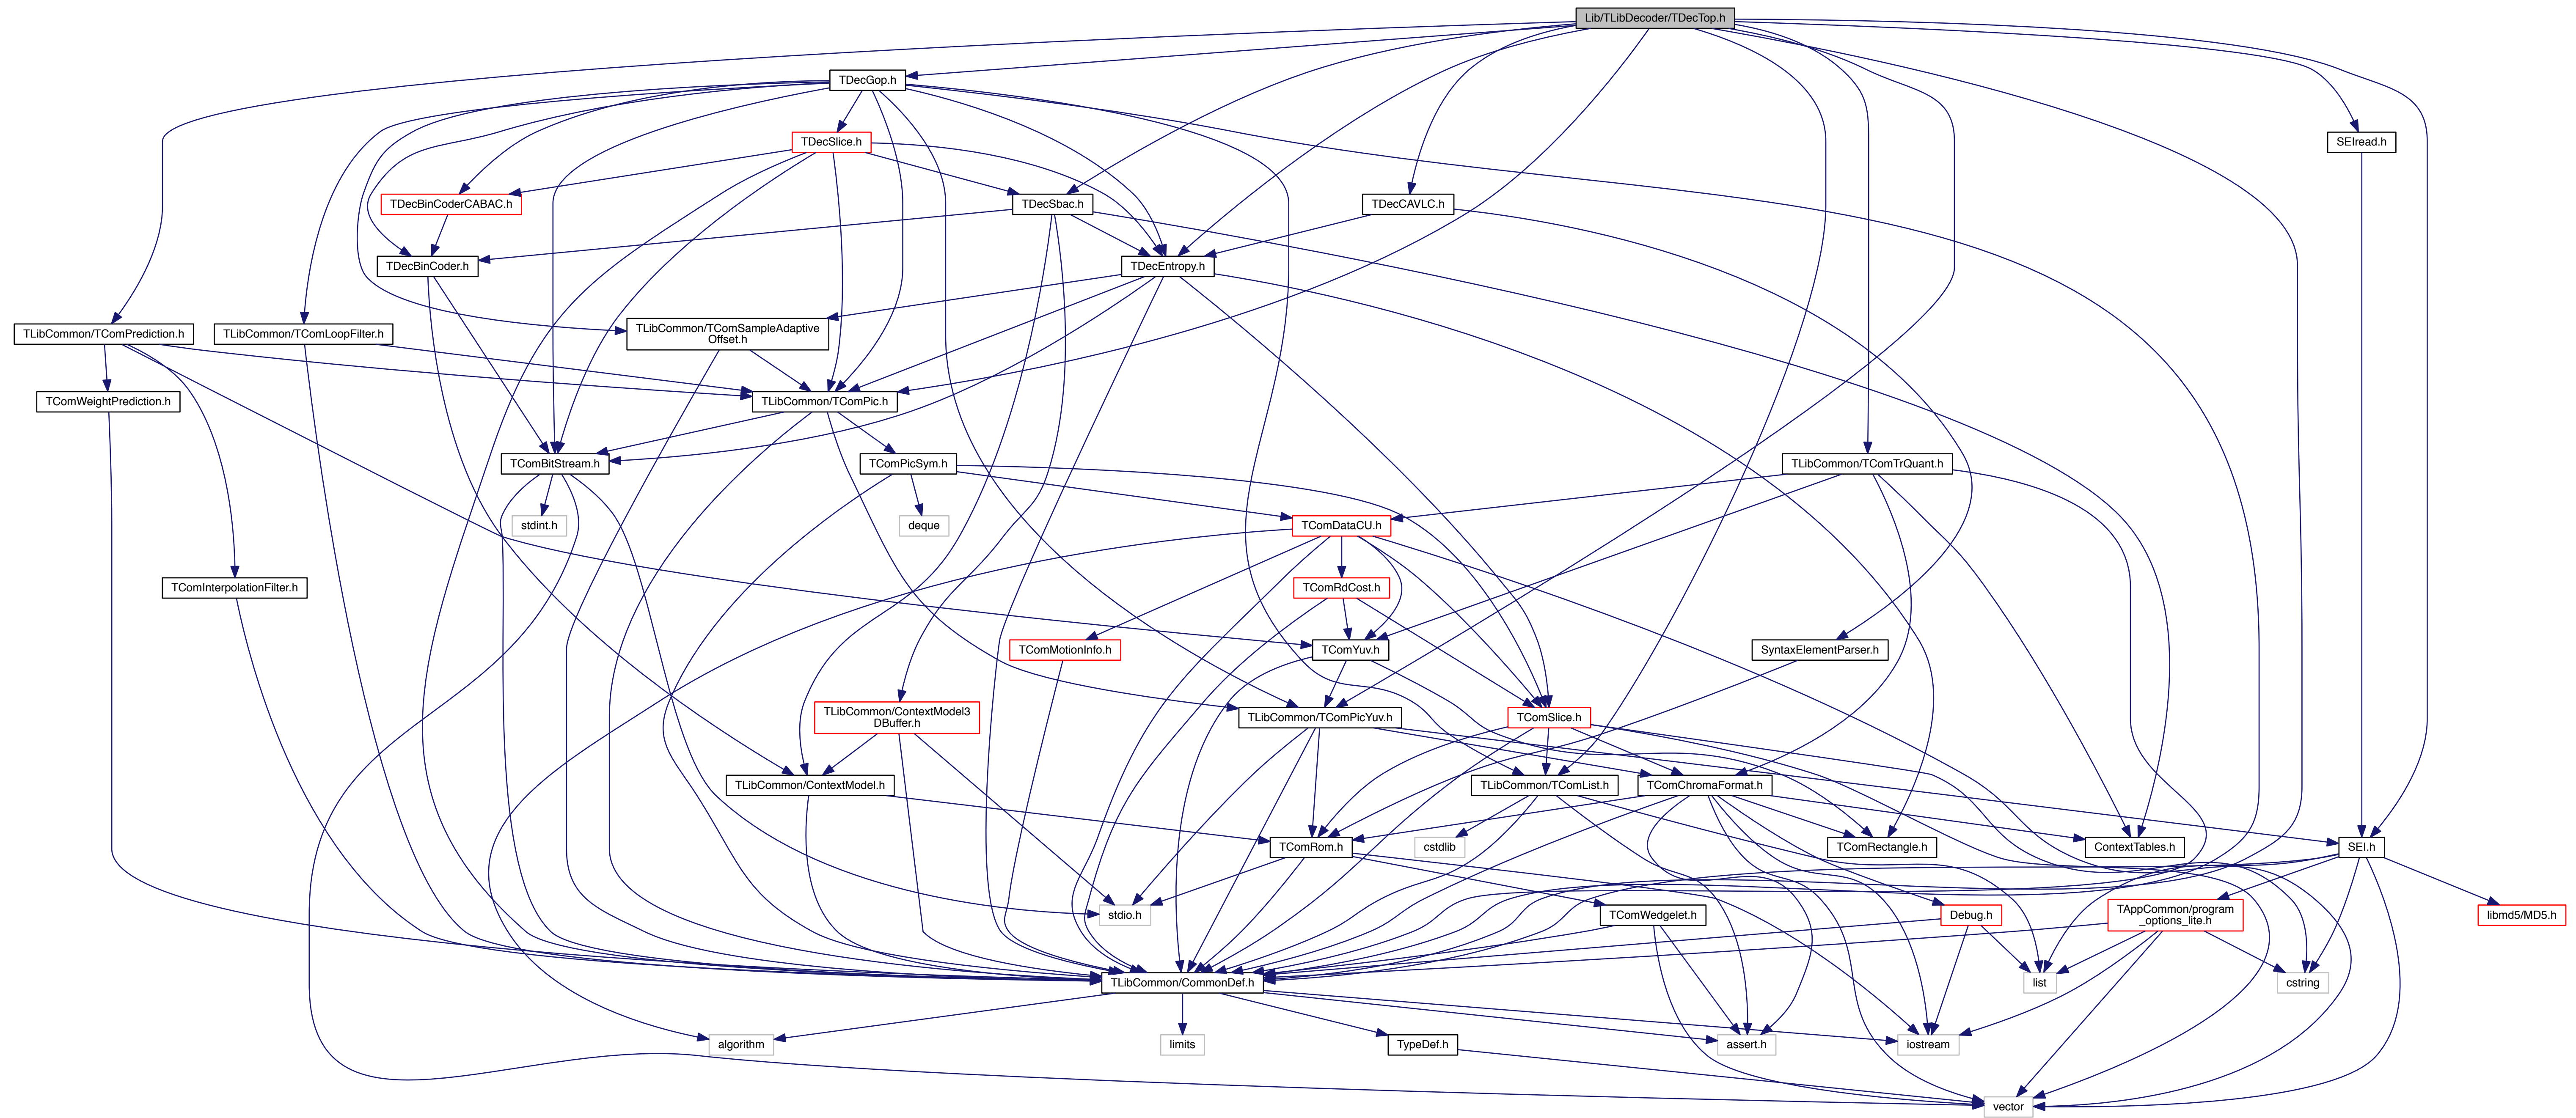 Lib/TLibDecoder/TDecTop.h
TDecGop.h
TDecSlice.h
SEIread.h
TDecBinCoderCABAC.h
TDecSbac.h
TDecCAVLC.h
TDecBinCoder.h
TDecEntropy.h
TLibCommon/TComPrediction.h
TLibCommon/TComLoopFilter.h
TLibCommon/TComSampleAdaptive
Offset.h
TComWeightPrediction.h
TLibCommon/TComPic.h
TComBitStream.h
TComPicSym.h
TLibCommon/TComTrQuant.h
stdint.h
deque
TComDataCU.h
TComInterpolationFilter.h
TComRdCost.h
TComMotionInfo.h
TComYuv.h
SyntaxElementParser.h
TLibCommon/ContextModel3
DBuffer.h
TLibCommon/TComPicYuv.h
TComSlice.h
TLibCommon/ContextModel.h
TLibCommon/TComList.h
TComChromaFormat.h
TComRom.h
cstdlib
TComRectangle.h
ContextTables.h
SEI.h
stdio.h
TComWedgelet.h
Debug.h
TAppCommon/program
_options_lite.h
libmd5/MD5.h
TLibCommon/CommonDef.h
list
cstring
algorithm
limits
TypeDef.h
assert.h
iostream
vector